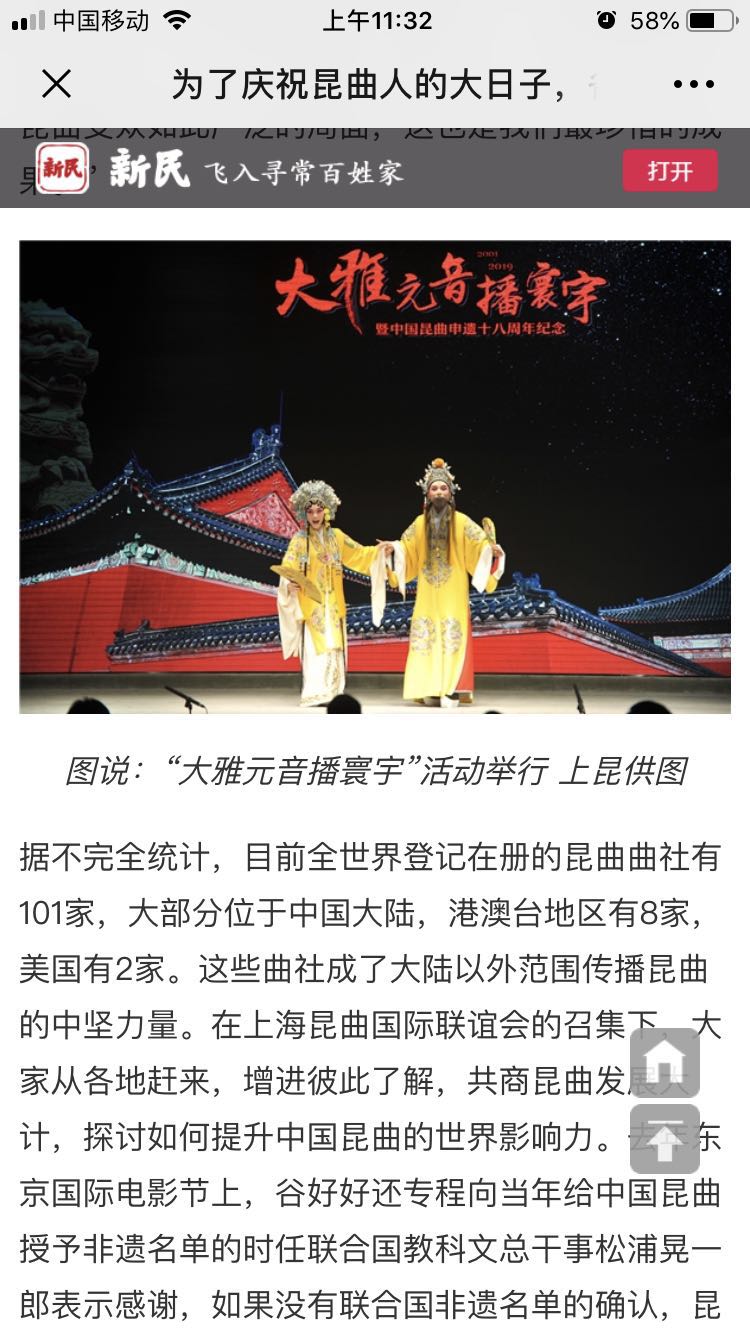 中国移动
上午11:32
58%
为了庆祝昆曲人的大日子，
新民
新民 飞入寻常百姓家
打开
2001
2019
大雅元音播寰宇
暨中国昆曲申遗十八周年纪念
图说：“大雅元音播寰宇”活动举行 上昆供图
据不完全统计，目前全世界登记在册的昆曲曲社有
101家，大部分位于中国大陆，港澳台地区有8家，
美国有2家。这些曲社成了大陆以外范围传播昆曲
的中坚力量。在上海昆曲国际联谊会的召集下，大
家从各地赶来，增进彼此了解，共商昆曲发展大
计，探讨如何提升中国昆曲的世界影响力。去年东
京国际电影节上，谷好好还专程向当年给中国昆曲
授予非遗名单的时任联合国教科文总干事松浦晃一
郎表示感谢，如果没有联合国非遗名单的确认，昆